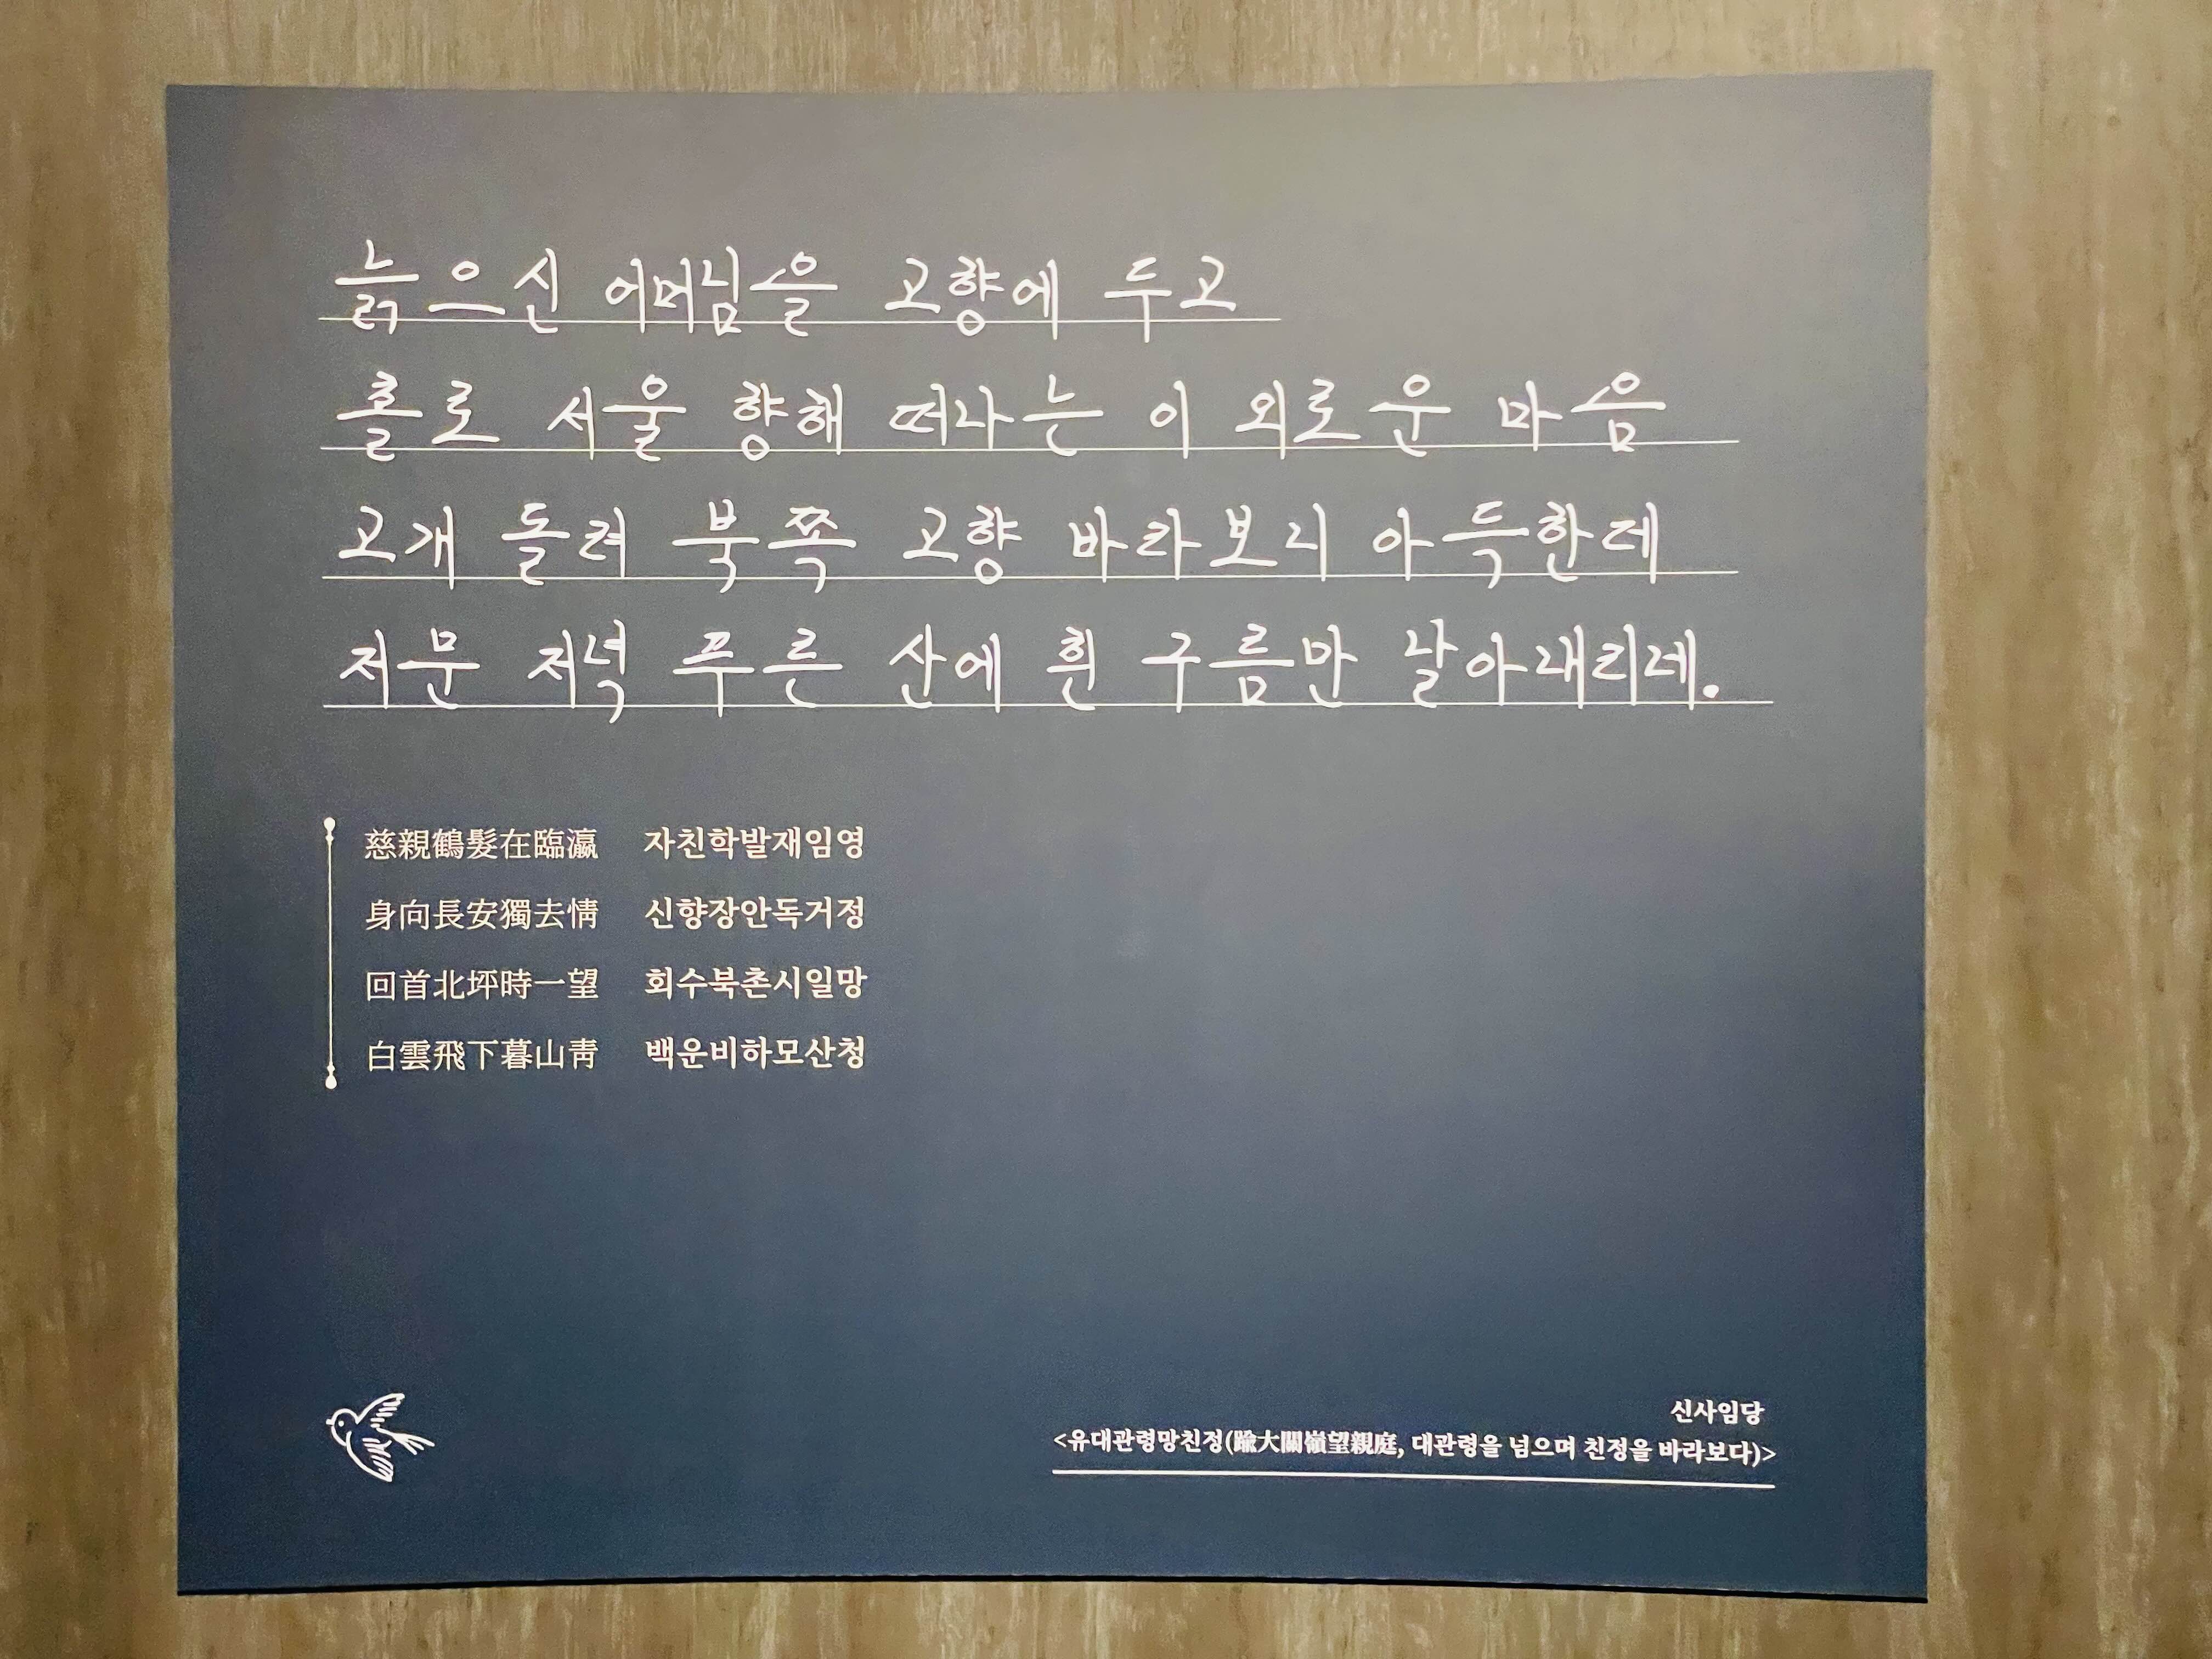 늙으신 어머님을 고향에 두고
홀로 서울 향해 떠나는 이 외로운 마음
고개 돌려 북쪽 고향 바라보니 아득한데
저문 저녁 푸른 산에 흰 구름만 날아내리네.
慈親鶴髮在臨瀛 자친학발재임영
身向長安獨去情 신향장안독거정
回首北坪時一望 회수북촌시일망
白雲飛下暮山靑 백운비하모산청
신사임당
<유대관령망친정(踰大關嶺望親庭, 대관령을 넘으며 친정을 바라보다)>